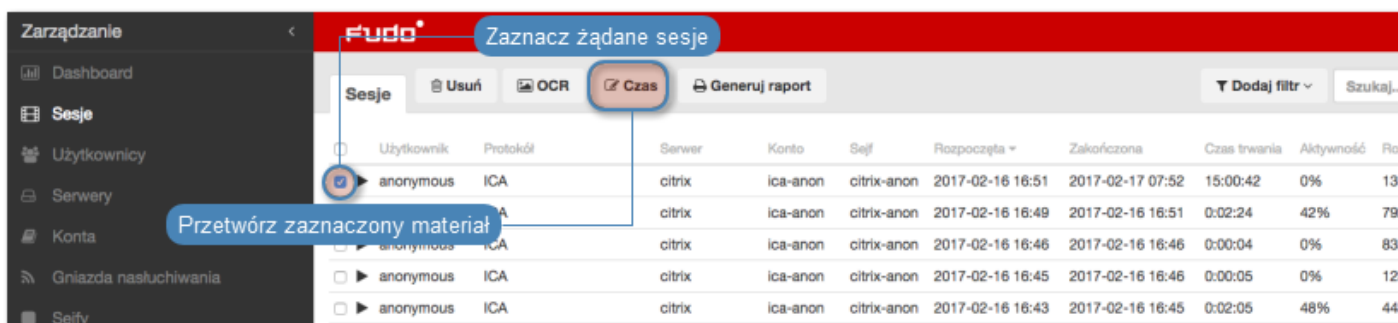 Zarządzanie
FUDO
Zaznacz żądane sesje
Dashboard
Sesje
Użytkownicy
Serwery
Konta
Gniazda nasłuchiwania
Sejfy
Sesje Usuń OCR Czas Generuj raport Dodaj filtr Szukaj...
Użytkownik Protokół Serwer Konto Sejf Rozpoczęta Zakończona Czas trwania Aktywność
anonymous ICA citrix ica-anon citrix-anon 2017-02-16 16:51 2017-02-17 07:52 15:00:42 0% 13
Przetwórz zaznaczony materiał
citrix ica-anon citrix-anon 2017-02-16 16:49 2017-02-16 16:51 0:02:24 42% 79
anonymous ICA citrix ica-anon citrix-anon 2017-02-16 16:46 2017-02-16 16:46 0:00:04 0% 83
anonymous ICA citrix ica-anon citrix-anon 2017-02-16 16:45 2017-02-16 16:46 0:00:05 0% 12
anonymous ICA citrix ica-anon citrix-anon 2017-02-16 16:43 2017-02-16 16:45 0:02:05 48% 44